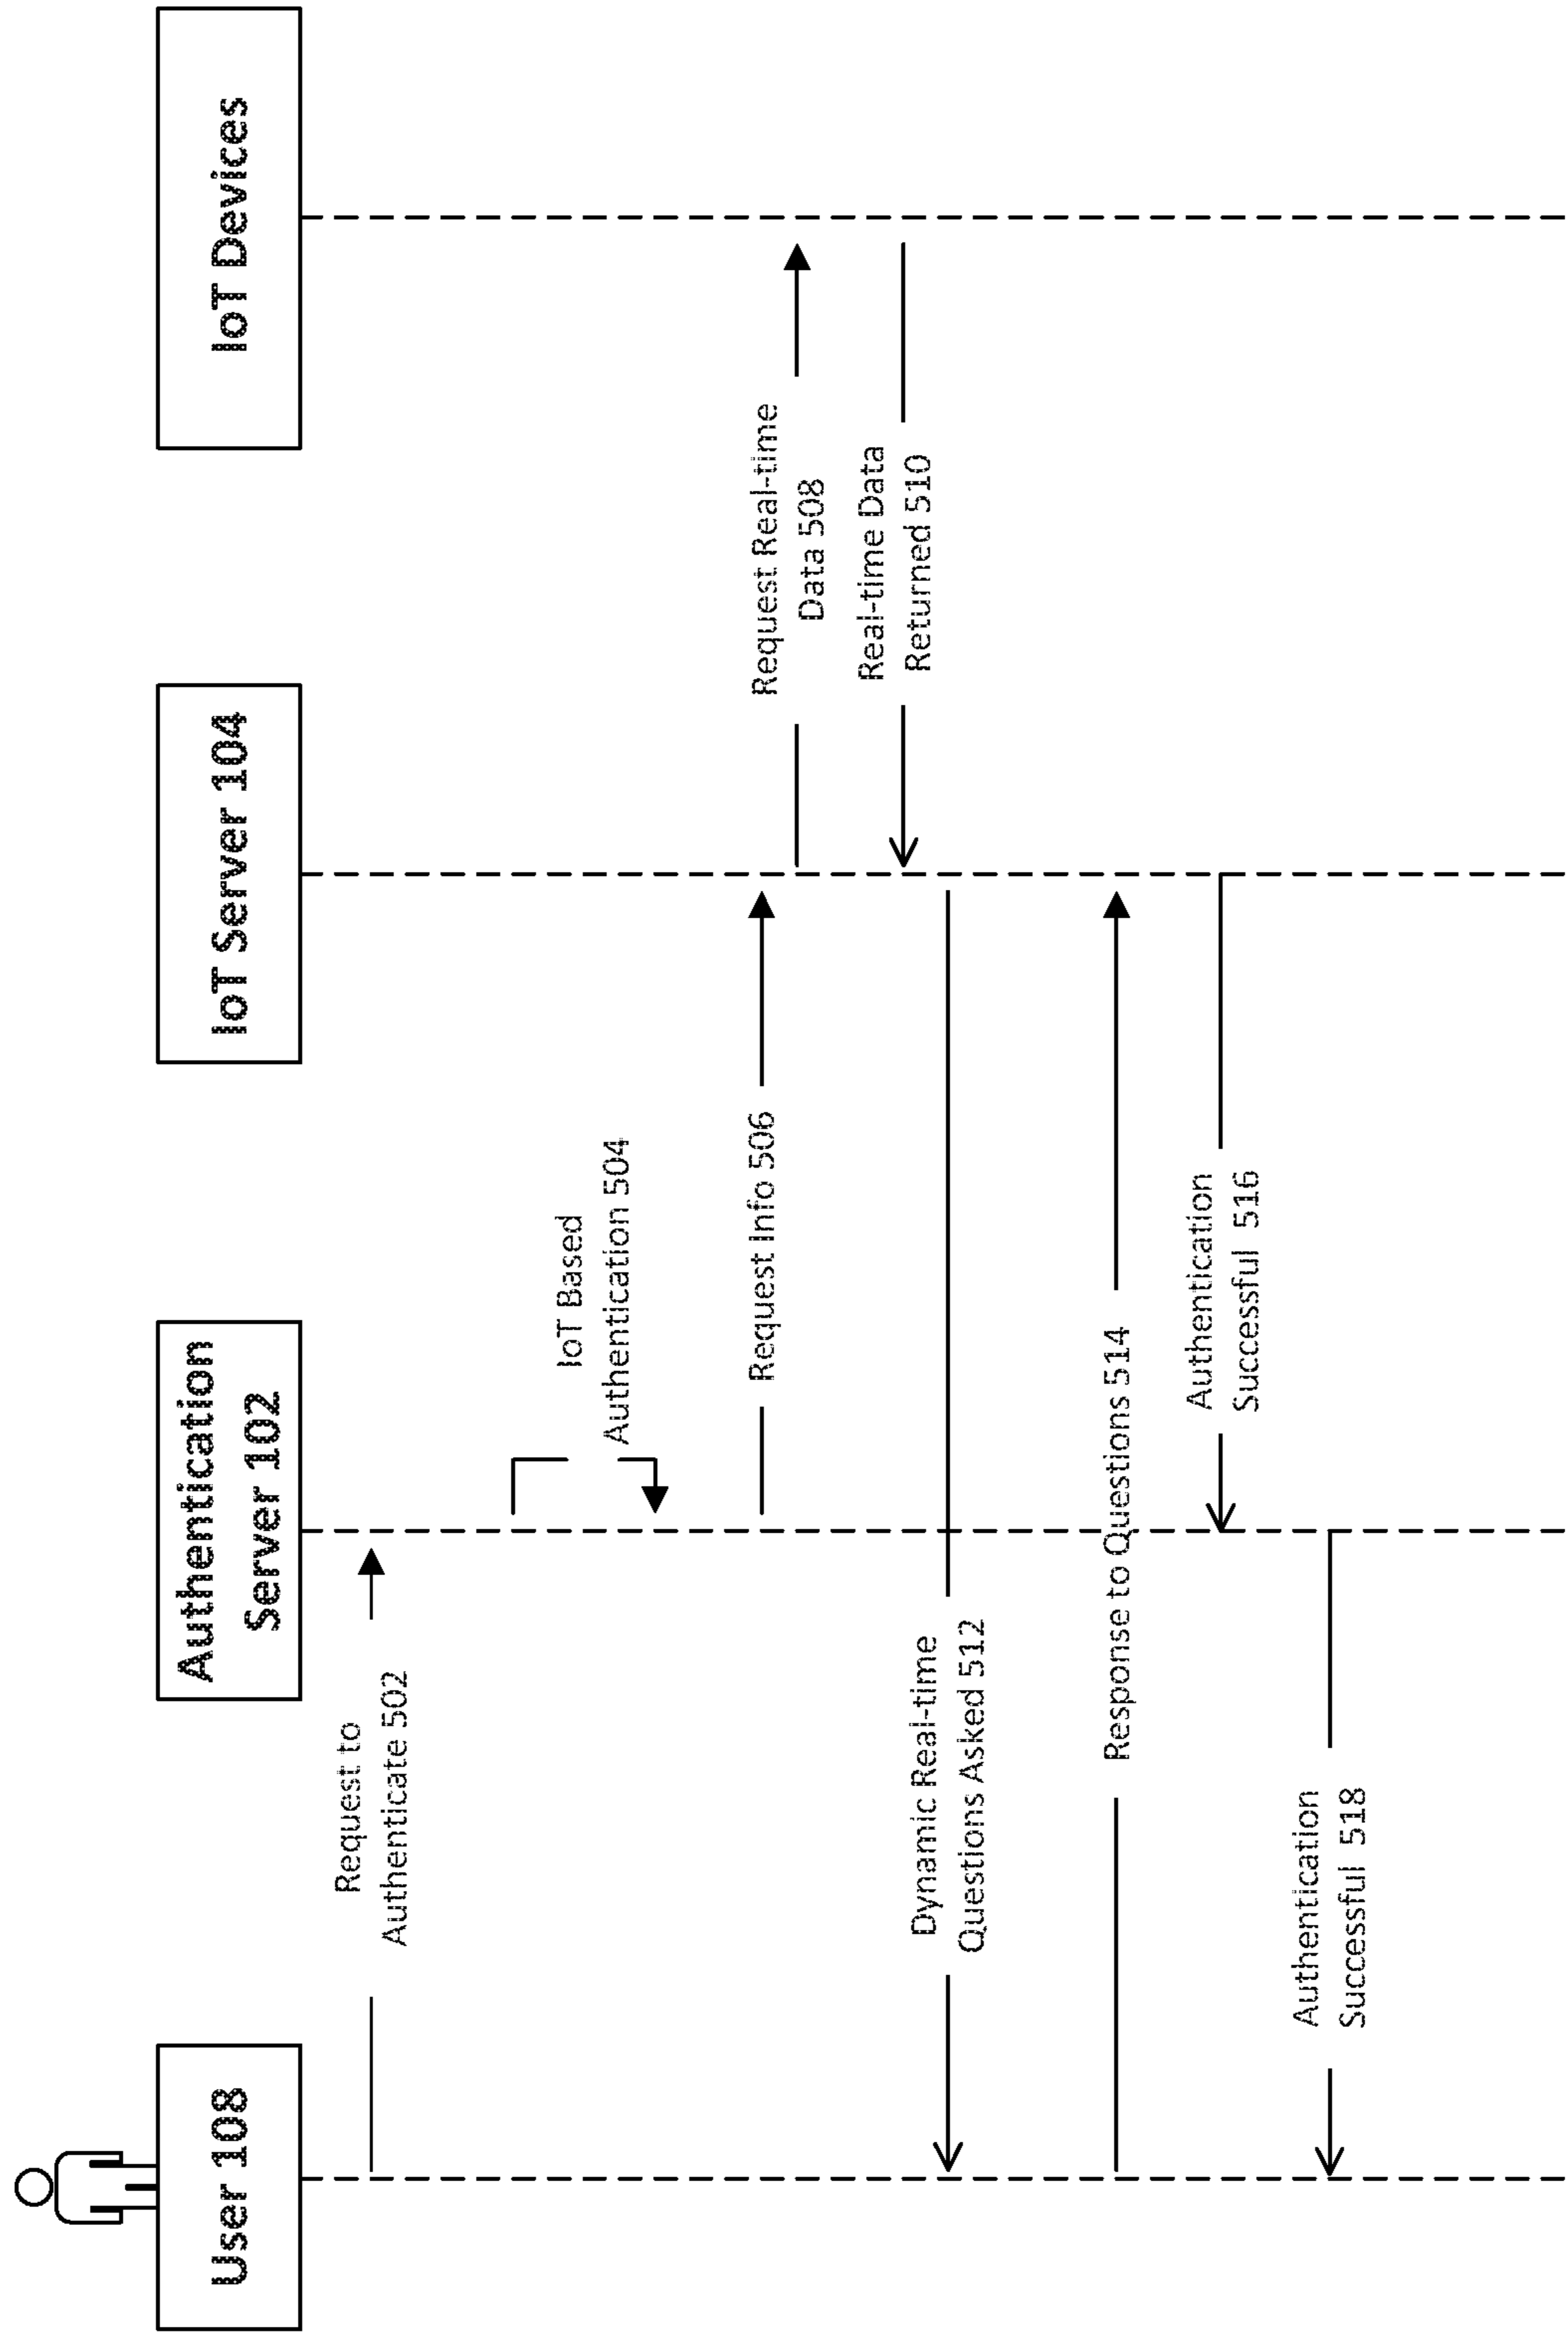 User 108
Authentication
Server 102
IoT Server 104
IoT Devices
Request to
Authenticate 502
IoT Based
Authentication 504
Request Info 506
Request Real-time
Data 508
Real-time Data
Returned 510
Dynamic Real-time
Questions Asked 512
Response to Questions 514
Authentication
Successful 516
Authentication
Successful 518